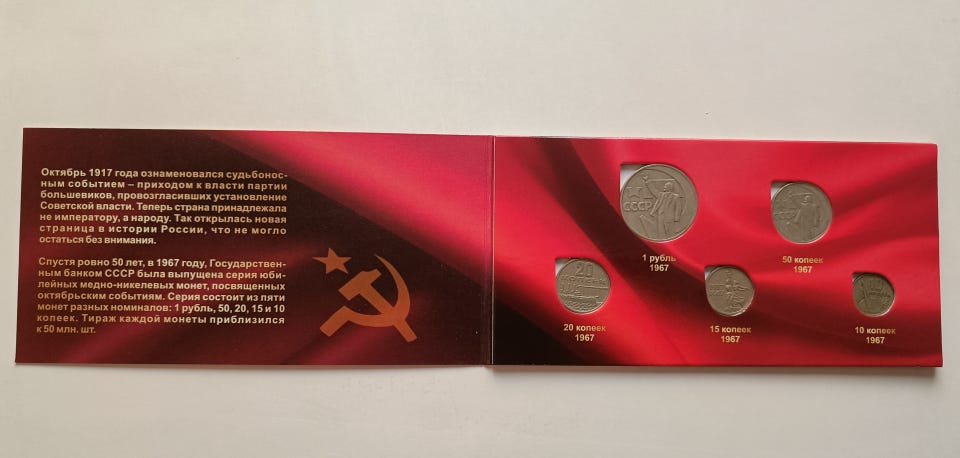 Октябрь 1917 года ознаменовался судьбонос-
ным событием – приходом к власти партии
большевиков, провозгласивших установление
Советской власти. Теперь страна принадлежала
не императору, а народу. Так открылась новая
страница в истории России, что не могло
остаться без внимания.
Спустя ровно 50 лет, в 1967 году, Государствен-
ным банком СССР была выпущена серия юби-
лейных медно-никелевых монет, посвященных
октябрьским событиям. Серия состоит из пяти
монет разных номиналов: 1 рубль, 50, 20, 15 и 10
копеек. Тираж каждой монеты приблизился
к 50 млн. шт.
СССР
1 рубль
1967
50 копеек
1967
20
20 копеек
1967
15 копеек
1967
10 копеек
1967